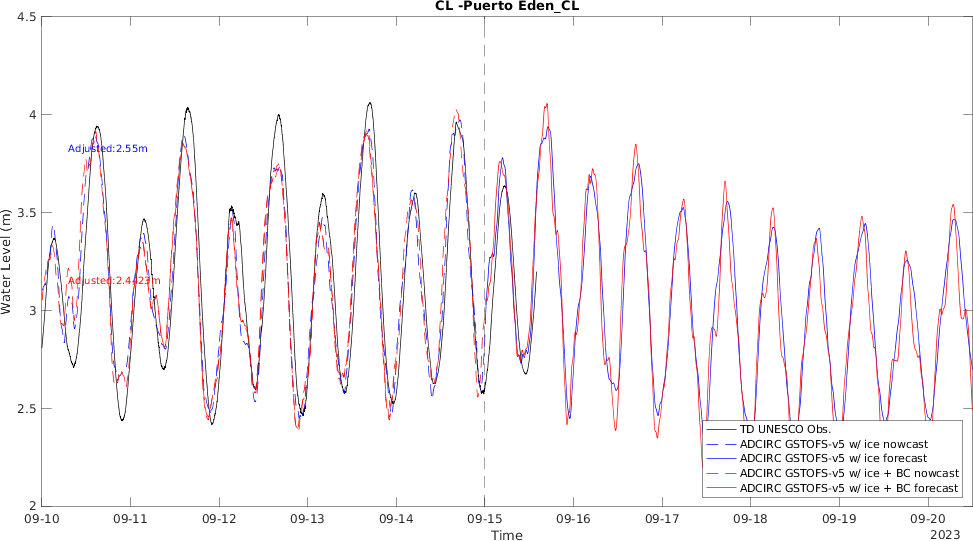 CL -Puerto Eden_CL
4.5
4
3.5
3
2.5
2
Water Level (m)
Adjusted:2.55m
Adjusted:2.4423m
TD UNESCO Obs.
ADCIRC GSTOFS-v5 w/ ice nowcast
ADCIRC GSTOFS-v5 w/ ice forecast
ADCIRC GSTOFS-v5 w/ ice + BC nowcast
ADCIRC GSTOFS-v5 w/ ice + BC forecast
09-10 09-11 09-12 09-13 09-14 09-15 09-16 09-17 09-18 09-19 09-20
2023
Time